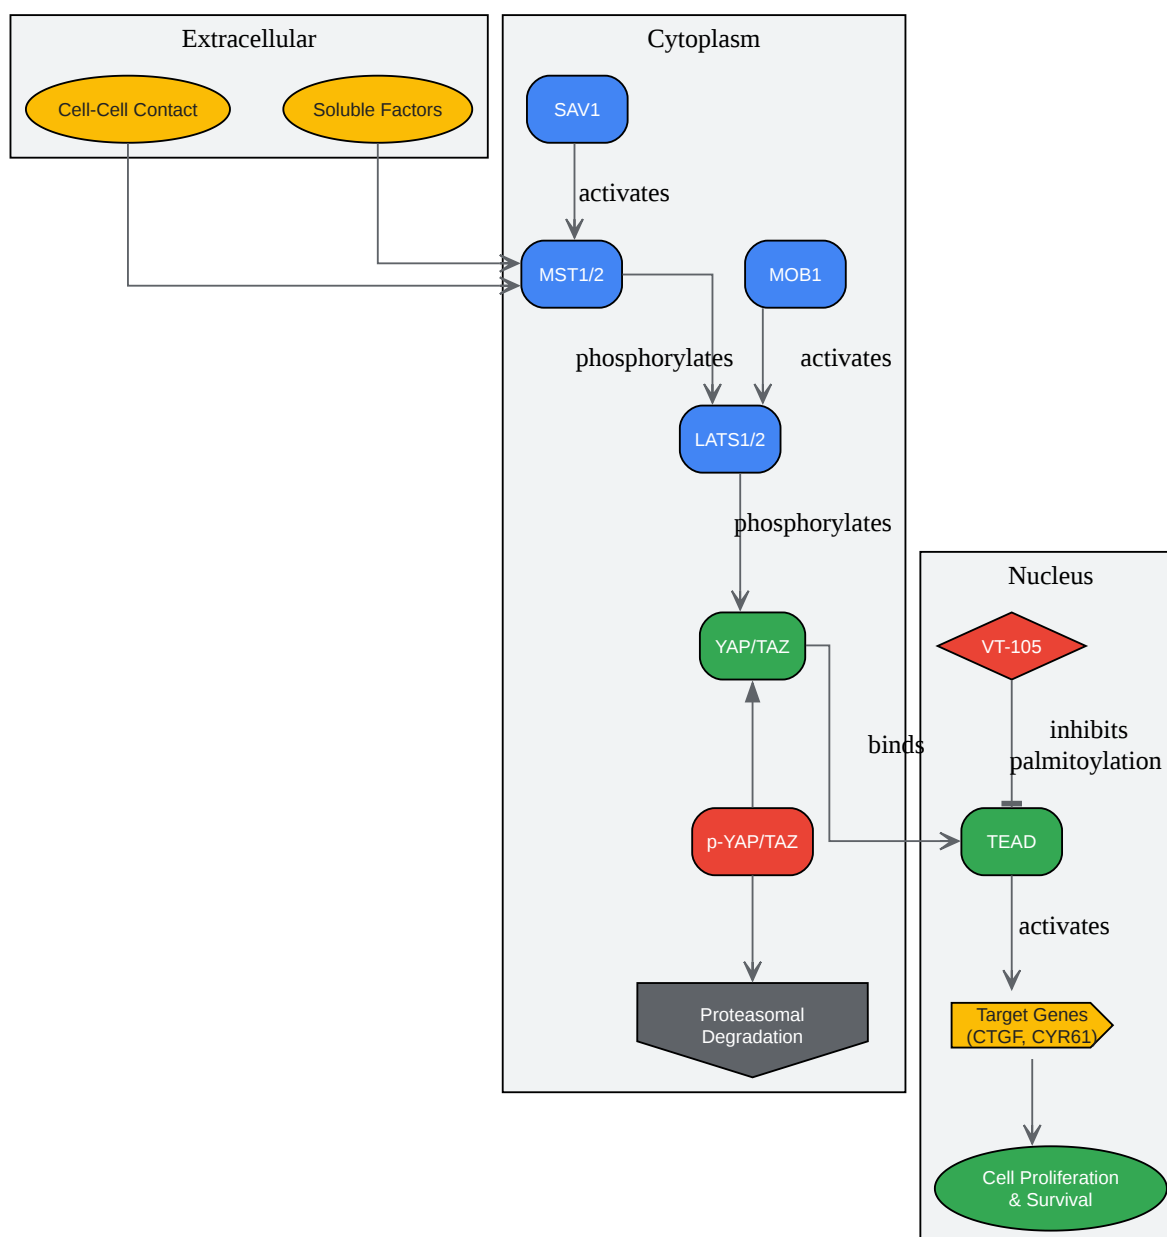 Extracellular
Cell-Cell Contact
Soluble Factors
Cytoplasm
SAV1
activates
MST1/2
MOB1
phosphorylates
activates
LATS1/2
phosphorylates
YAP/TAZ
binds
p-YAP/TAZ
Proteasomal
Degradation
Nucleus
VT-105
inhibits
palmitoylation
TEAD
activates
Target Genes
(CTGF, CYR61)
Cell Proliferation
& Survival